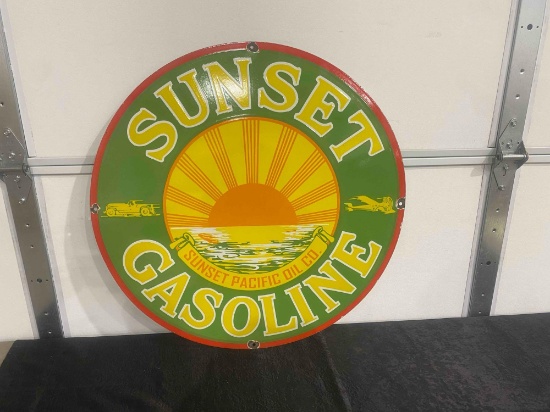 SUNSET
SUNSET PACIFIC OIL CO.
GASOLINE